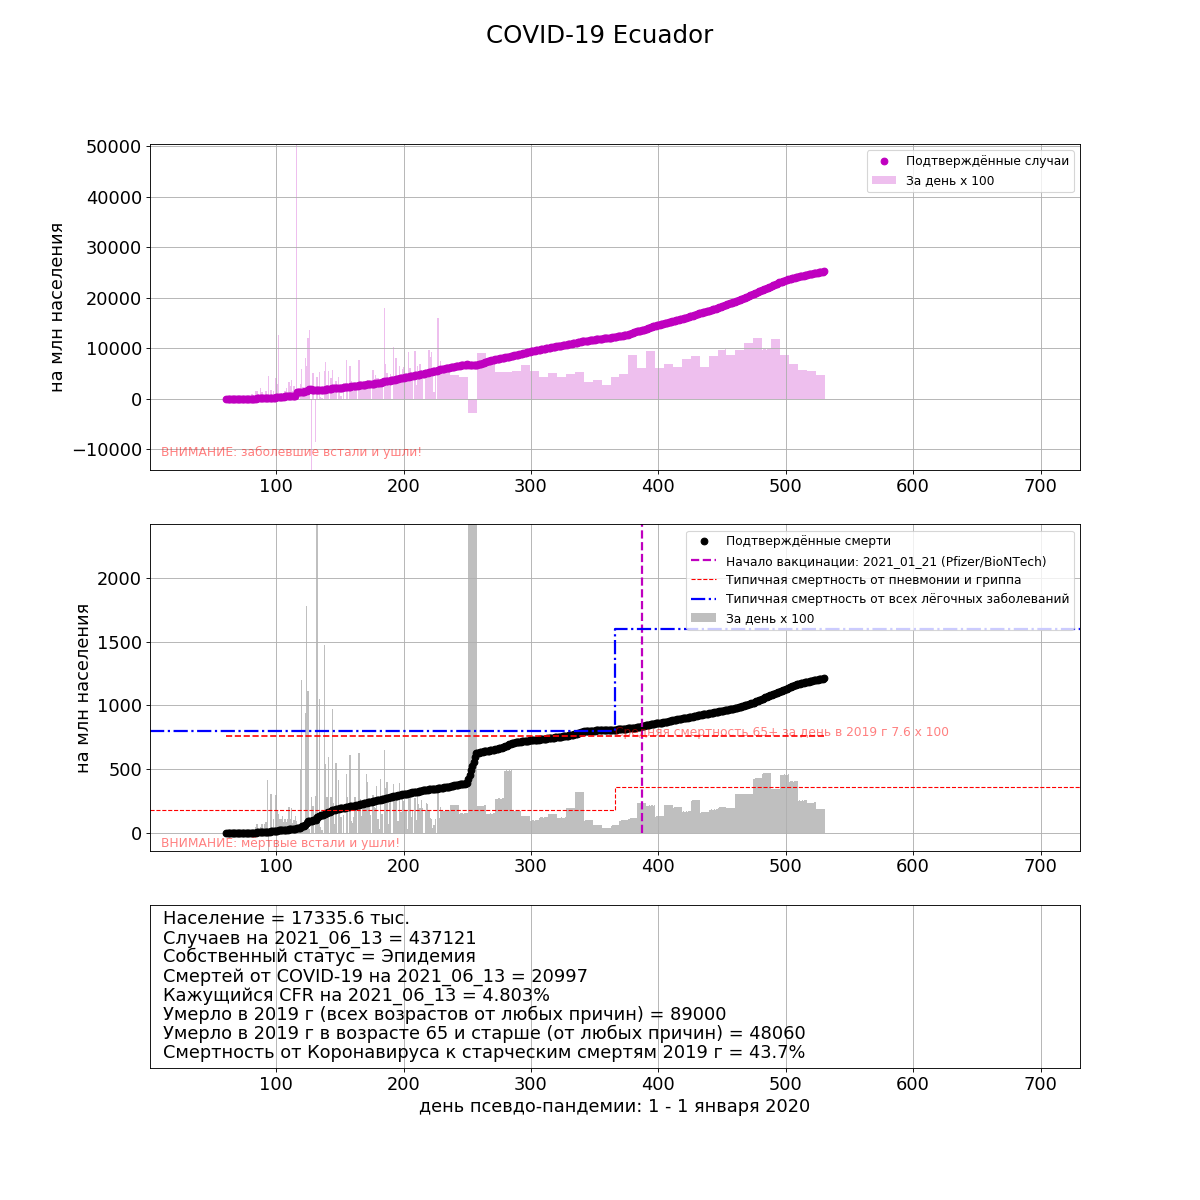 COVID-19 Ecuador
50000
40000
30000
20000
10000
0
−10000
на млн населения
Подтверждённые случаи
За день x 100
ВНИМАНИЕ: заболевшие встали и ушли!
100 200 300 400 500 600 700
2000
1500
1000
500
0
на млн населения
Подтверждённые смерти
Начало вакцинации: 2021_01_21 (Pfizer/BioNTech)
Типичная смертность от пневмонии и гриппа
Типичная смертность от всех лёгочных заболеваний
За день x 100
смертность 65+ за день в 2019 г 7.6 x 100
ВНИМАНИЕ: мёртвые встали и ушли!
100 200 300 400 500 600 700
Население = 17335.6 тыс.
Случаев на 2021_06_13 = 437121
Собственный статус = Эпидемия
Смертей от COVID-19 на 2021_06_13 = 20997
Кажущийся CFR на 2021_06_13 = 4.803%
Умерло в 2019 г (всех возрастов от любых причин) = 89000
Умерло в 2019 г в возрасте 65 и старше (от любых причин) = 48060
Смертность от Коронавируса к старческим смертям 2019 г = 43.7%
100 200 300 400 500 600 700
день псевдо-пандемии: 1 - 1 января 2020